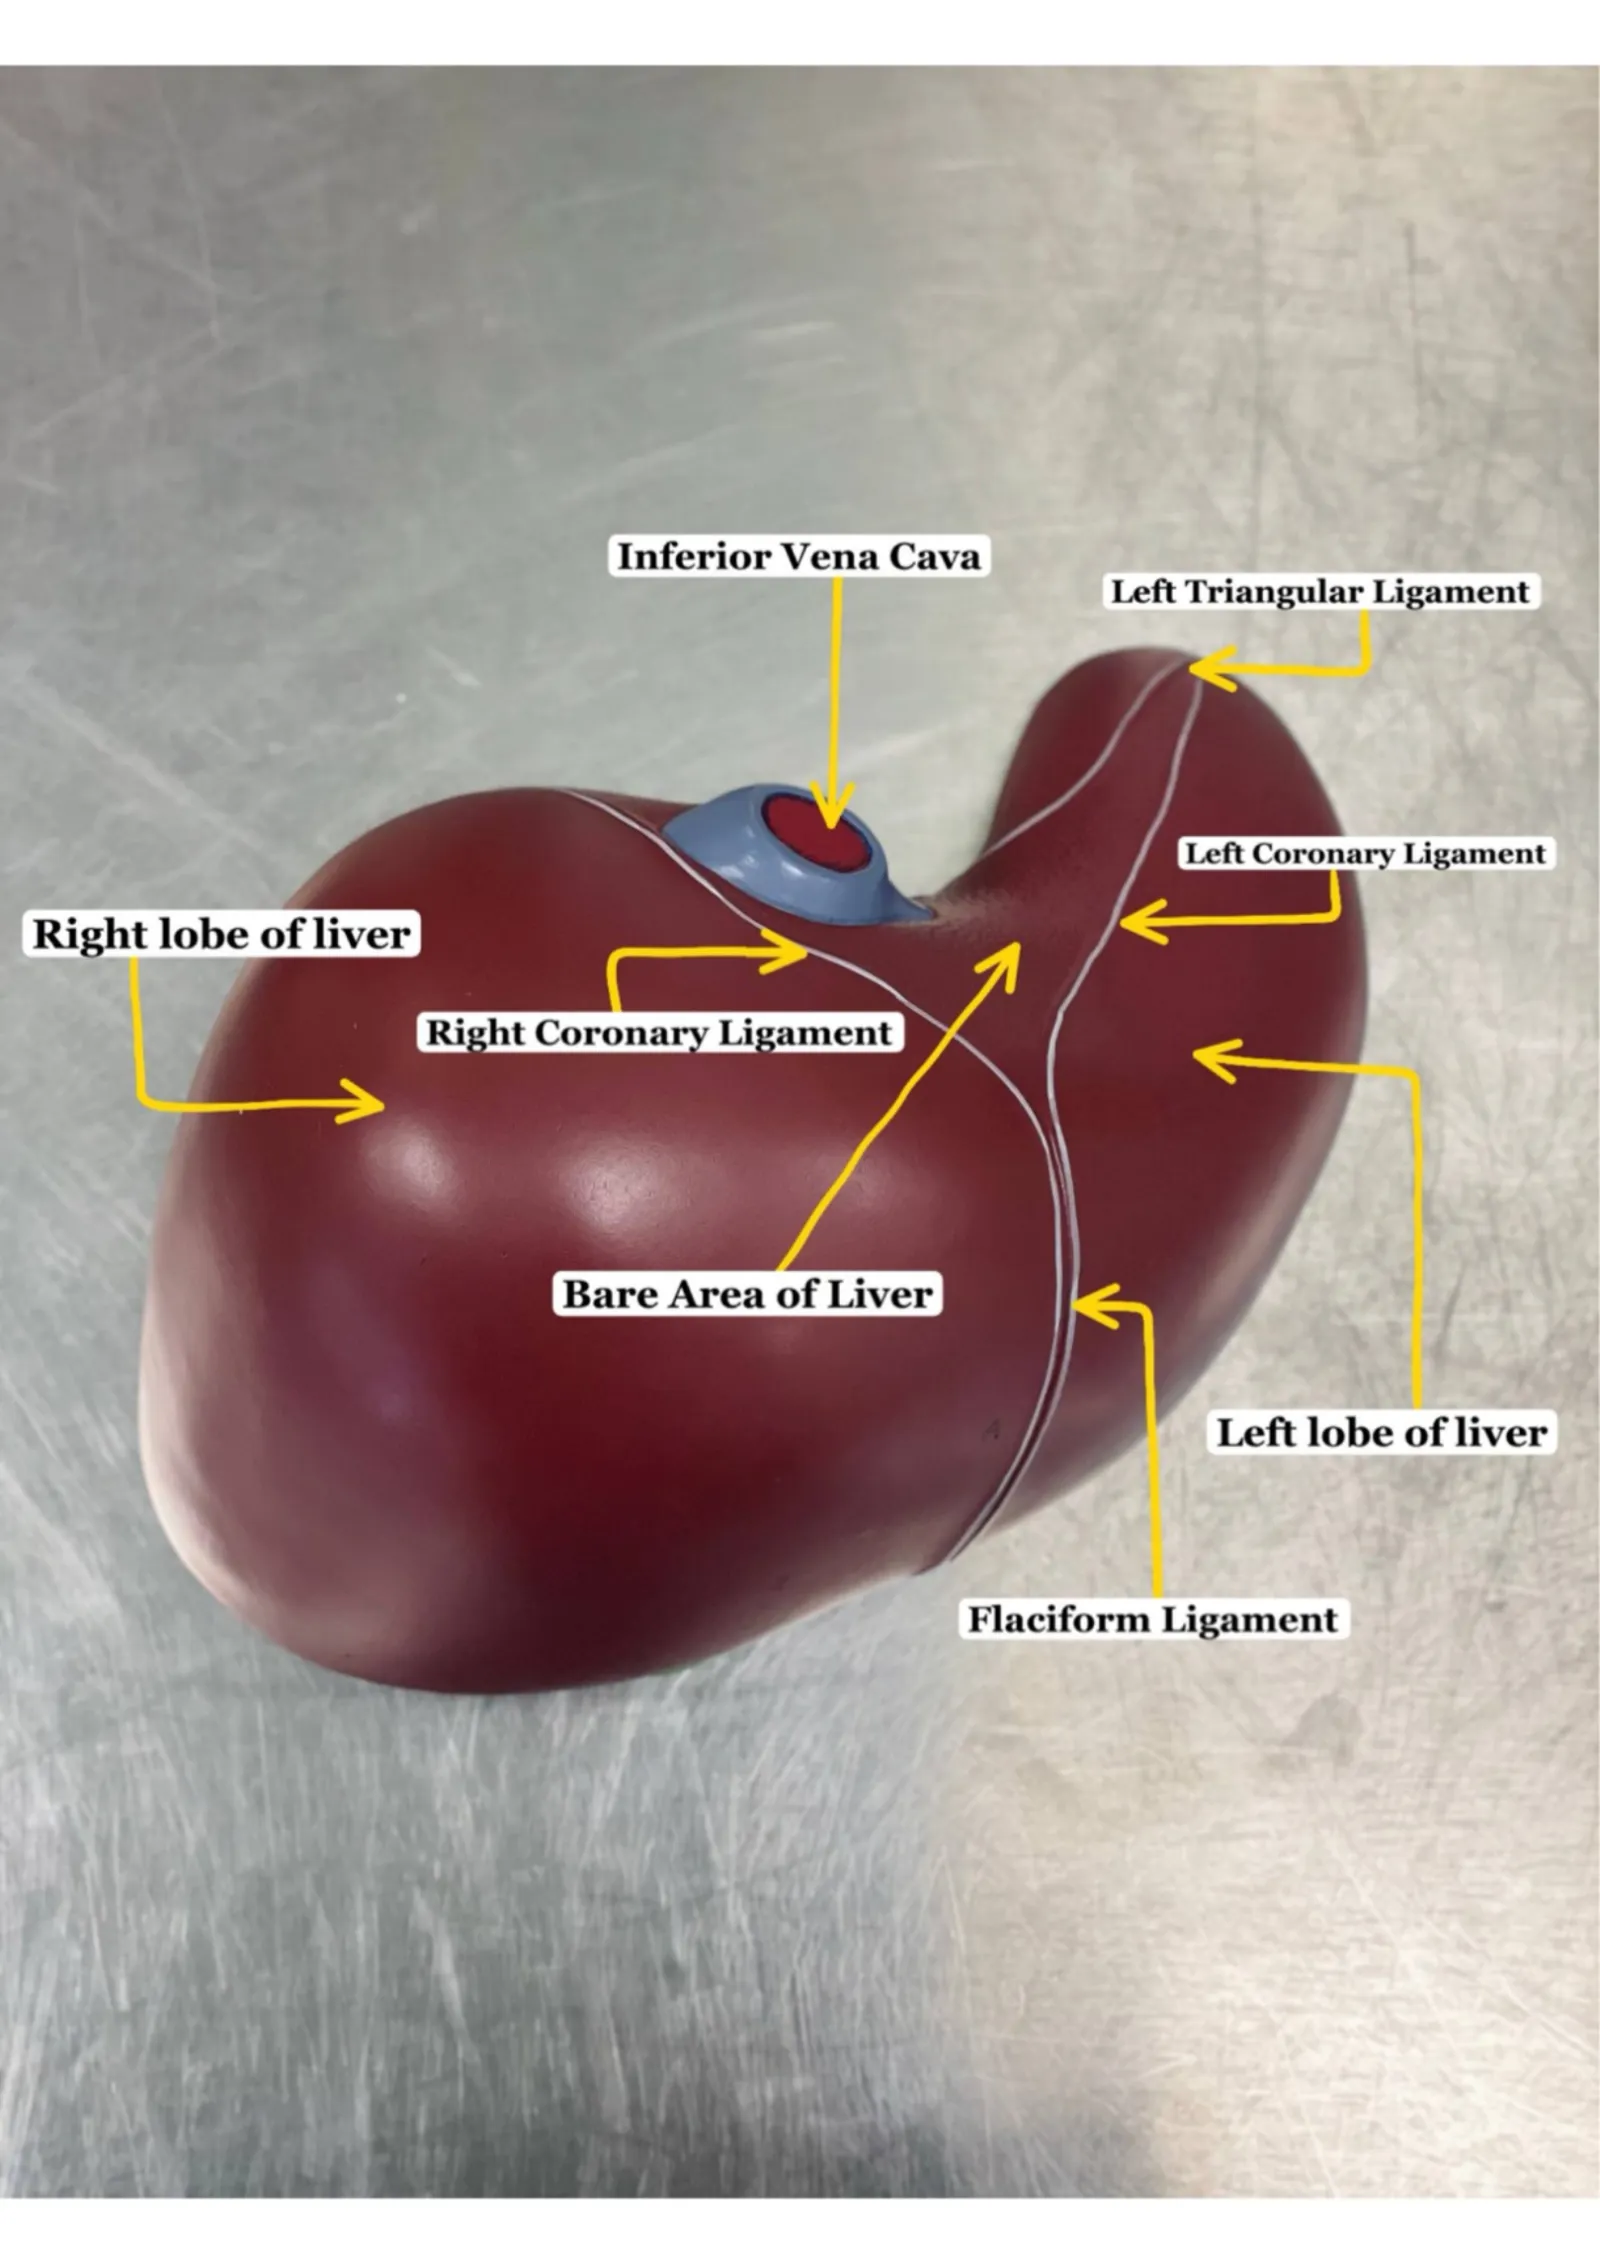 Inferior Vena Cava
Left Triangular Ligament
Left Coronary Ligament
Right lobe of liver
Right Coronary Ligament
Bare Area of Liver
Left lobe of liver
Flaciform Ligament